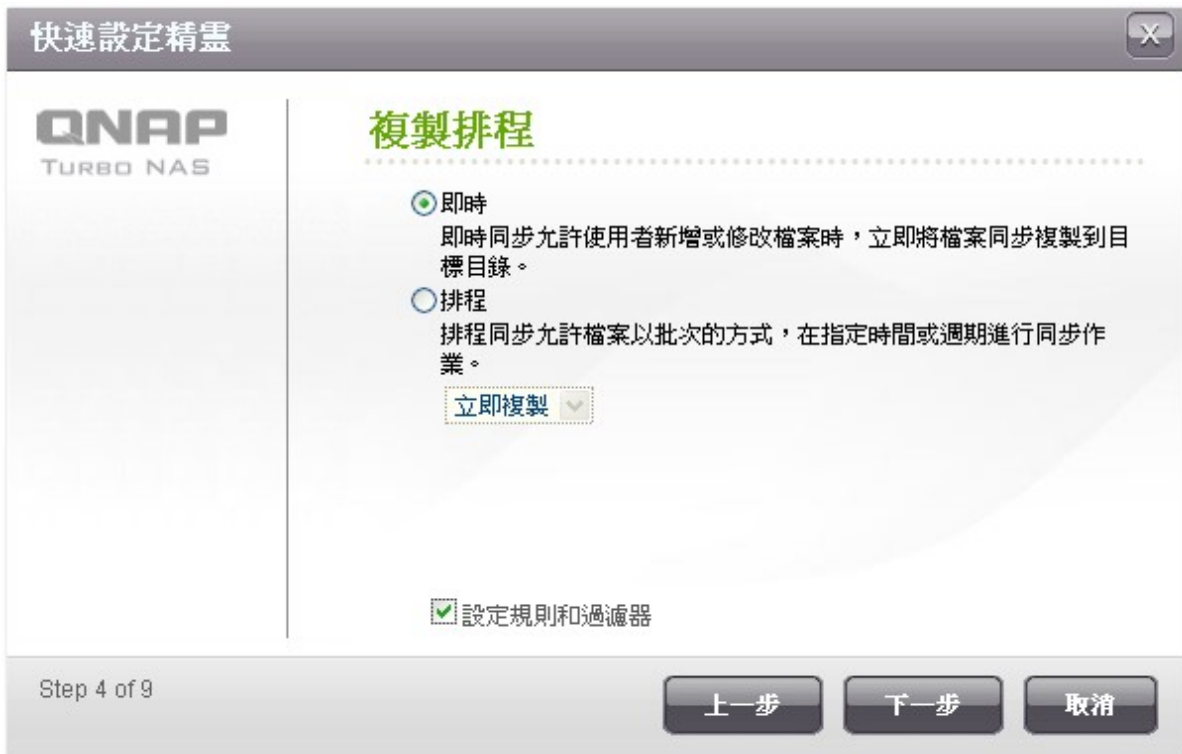 快速設定精靈
X
QNAP
TURBO NAS
複製排程
即時
即時同步允許使用者新增或修改檔案時，立即將檔案同步複製到目
標目錄。
排程
排程同步允許檔案以批次的方式，在指定時間或週期進行同步作
業。
立即複製
設定規則和過濾器
Step 4 of 9
上一步
下一步
取消